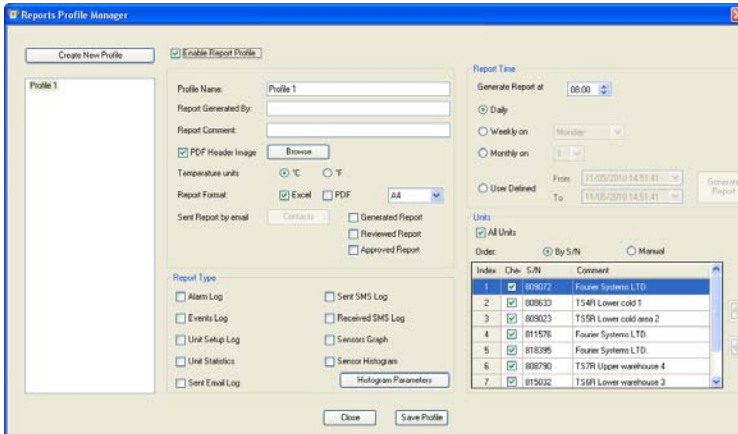 Reports Profile Manager
Create New Profile
Profile 1
Enable Report Profile
Profile Name: Profile 1
Report Generated By:
Report Comment:
PDF Header Image Browse
Temperature units °C °F
Report Format: Excel PDF A4
Sent Report by email Contacts Generated Report
Reviewed Report
Approved Report
Report Type
Alarm Log Sent SMS Log
Events Log Received SMS Log
Unit Setup Log Sensors Graph
Unit Statistics Sensor Histogram
Sent Email Log Histogram Parameters
Report Time
Generate Report at 08:00
Daily
Weekly on Monday
Monthly on 1
User Defined From 11/05/2010 14:51:41
To 11/05/2010 14:51:41
Generate
Report
Units
All Units
Order: By S/N Manual
Index Che S/N Comment
1 809072 Fourier Systems LTD.
2 808633 TS4R Lower cold 1
3 809023 TS5R Lower cold area 2
4 811576 Fourier Systems LTD.
5 818395 Fourier Systems LTD.
6 808790 TS7R Upper warehouse 4
7 815032 TS6R Lower warehouse 3
Close Save Profile